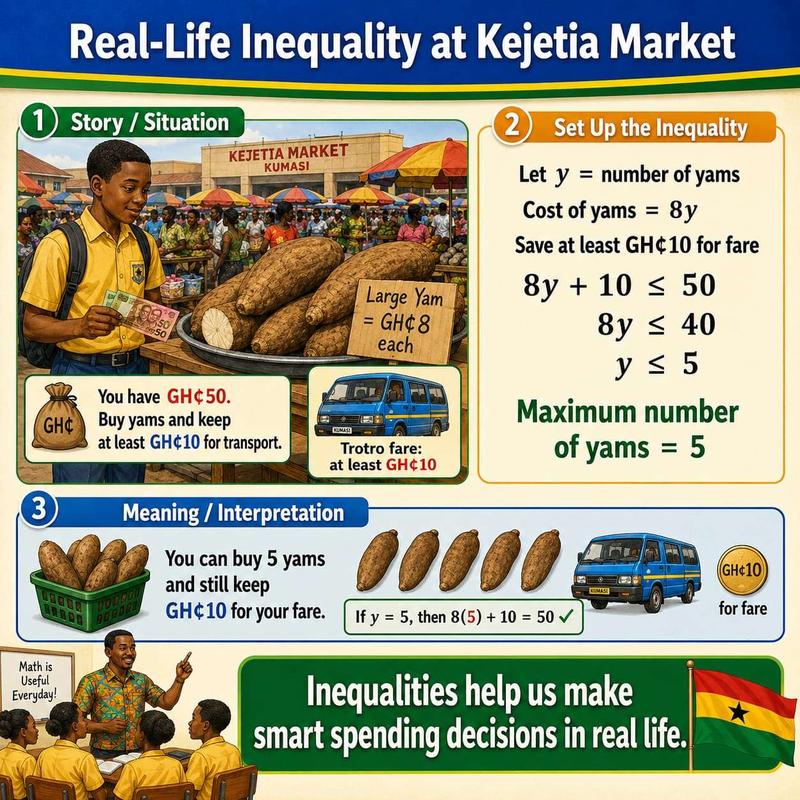 Real-Life Inequality at Kejetia Market
1 Story / Situation
KEJETIA MARKET
KUMASI
50
50
Large Yam
= GH¢8
each
GH¢
You have GH¢50.
Buy yams and keep
at least GH¢10 for transport.
KUMASI
Trotro fare:
at least GH¢10
2 Set Up the Inequality
Let y = number of yams
Cost of yams = 8y
Save at least GH¢10 for fare
8y + 10 ≤ 50
8y ≤ 40
y ≤ 5
Maximum number
of yams = 5
3 Meaning / Interpretation
You can buy 5 yams
and still keep
GH¢10 for your fare.
If y = 5, then 8(5) + 10 = 50 ✓
KUMASI
GH¢10
for fare
Math is
Useful
Everyday!
Inequalities help us make
smart spending decisions in real life.